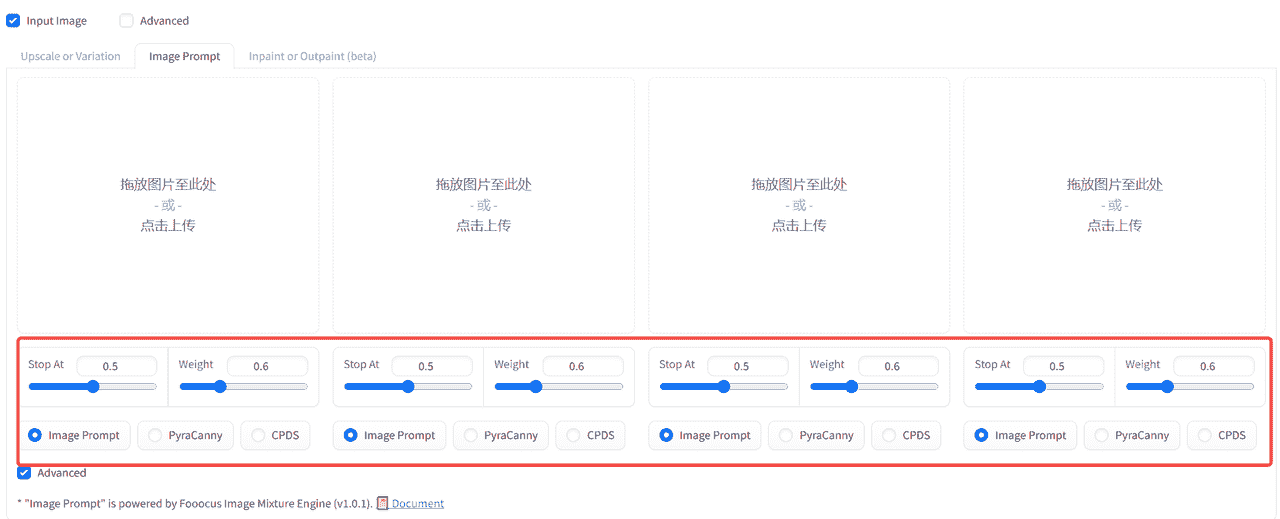 Input Image Advanced
Upscale or Variation Image Prompt Inpaint or Outpaint (beta)
拖放图片至此处 拖放图片至此处 拖放图片至此处 拖放图片至此处
- 或 - - 或 - - 或 - - 或 -
点击上传 点击上传 点击上传 点击上传
Stop At 0.5 Weight 0.6 Stop At 0.5 Weight 0.6 Stop At 0.5 Weight 0.6 Stop At 0.5 Weight 0.6
Image Prompt PyraCanny CPDS Image Prompt PyraCanny CPDS Image Prompt PyraCanny CPDS Image Prompt PyraCanny CPDS
Advanced
* "Image Prompt" is powered by Fooocus Image Mixture Engine (v1.0.1). Document